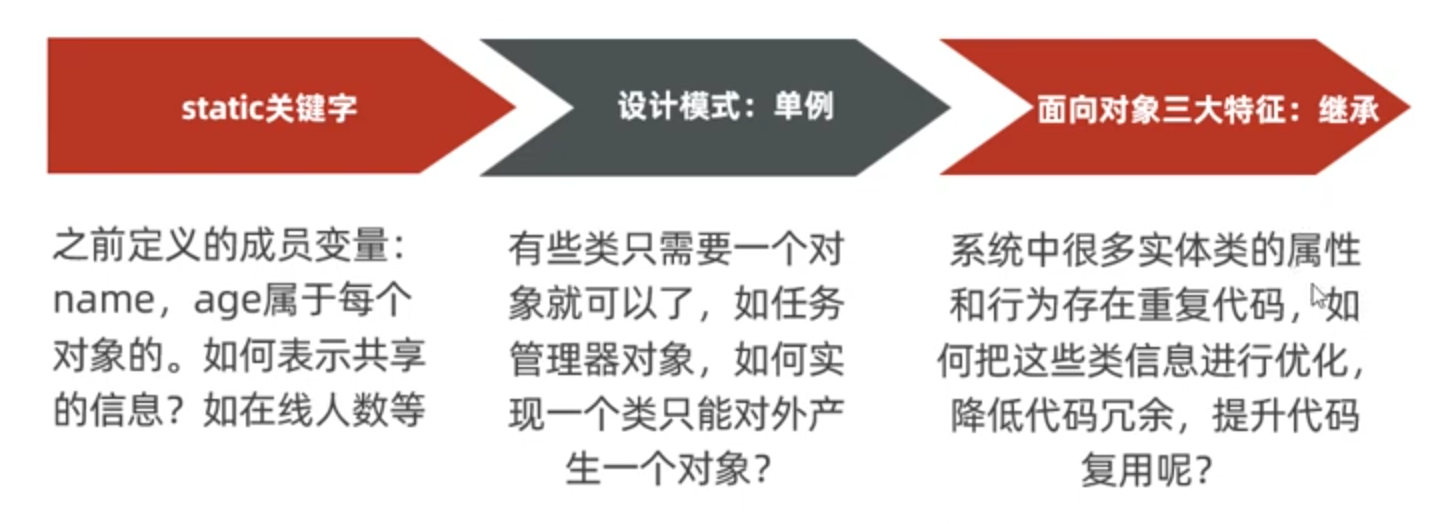 static关键字
设计模式：单例
面向对象三大特征：继承
之前定义的成员变量：
name，age属于每个
对象的。如何表示共享
的信息？如在线人数等
有些类只需要一个对
象就可以了，如任务
管理器对象，如何实
现一个类只能对外产
生一个对象？
系统中很多实体类的属性
和行为存在重复代码，如
何把这些类信息进行优化，
降低代码冗余，提升代码
复用呢？